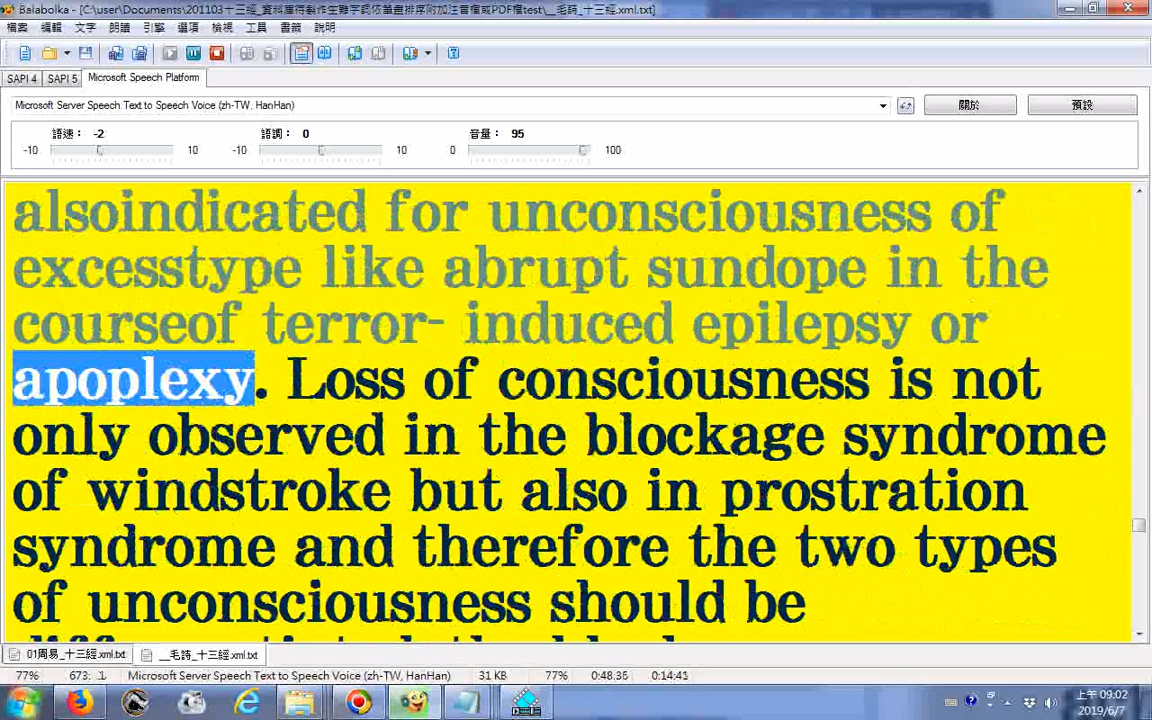 Balabolka - [C:\user\Documents\201103十三經_資料庫得製作生難字詞依筆畫排序附加注音檔或PDF檔test\__毛詩_十三經.xml.txt]
檔案 編輯 文字 朗讀 引擎 選項 檢視 工具 書籤 說明
SAPI 4 SAPI 5 Microsoft Speech Platform
Microsoft Server Speech Text to Speech Voice (zh-TW, HanHan) 關於 預設
語速： -2 語調： 0 音量： 95
-10 10 -10 10 0 100
alsoindicated for unconsciousness of
excesstype like abrupt sundope in the
courseof terror- induced epilepsy or
apoplexy. Loss of consciousness is not
only observed in the blockage syndrome
of windstroke but also in prostration
syndrome and therefore the two types
of unconsciousness should be
01周易_十三經.xml.txt __毛詩_十三經.xml.txt
77% 673: 1 Microsoft Server Speech Text to Speech Voice (zh-TW, HanHan) 31 KB 77% 0:48:36 0:14:41
上午 09:02
2019/6/7